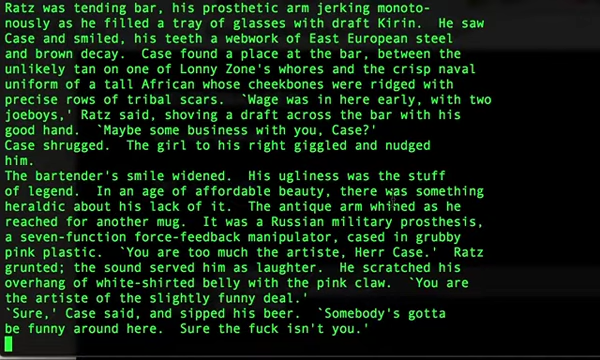 Ratz was tending bar, his prosthetic arm jerking monoto-
nously as he filled a tray of glasses with draft Kirin.  He saw
Case and smiled, his teeth a webwork of East European steel
and brown decay.  Case found a place at the bar, between the
unlikely tan on one of Lonny Zone's whores and the crisp naval
uniform of a tall African whose cheekbones were ridged with
precise rows of tribal scars.  `Wage was in here early, with two
joeboys,' Ratz said, shoving a draft across the bar with his
good hand.  `Maybe some business with you, Case?'
Case shrugged.  The girl to his right giggled and nudged
him.
The bartender's smile widened.  His ugliness was the stuff
of legend.  In an age of affordable beauty, there was something
heraldic about his lack of it.  The antique arm whined as he
reached for another mug.  It was a Russian military prosthesis,
a seven-function force-feedback manipulator, cased in grubby
pink plastic.  `You are too much the artiste, Herr Case.'  Ratz
grunted; the sound served him as laughter.  He scratched his
overhang of white-shirted belly with the pink claw.  `You are
the artiste of the slightly funny deal.'
`Sure,' Case said, and sipped his beer.  `Somebody's gotta
be funny around here.  Sure the fuck isn't you.'